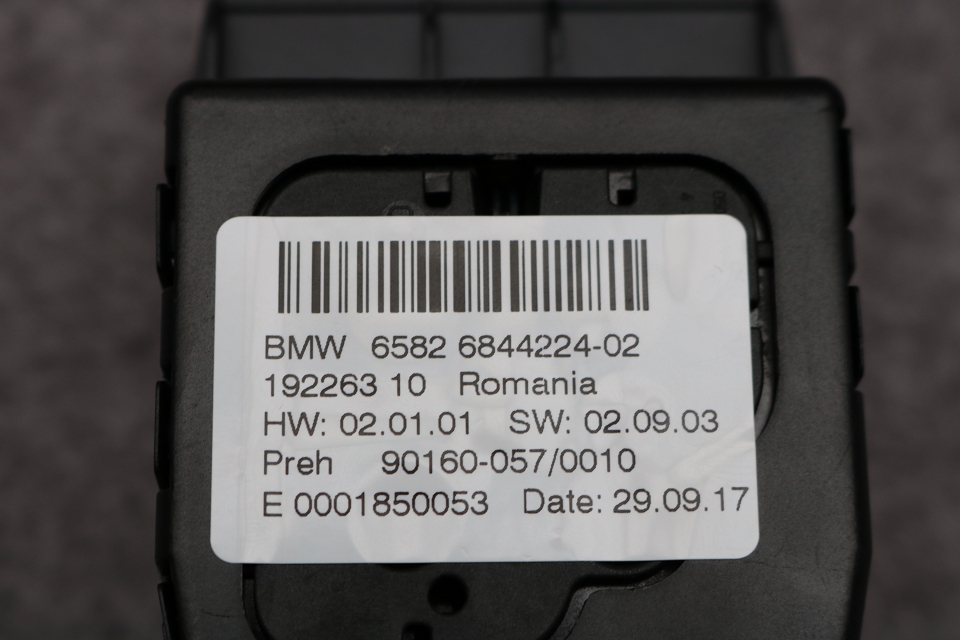 BMW 6582 6844224-02
192263 10 Romania
HW: 02.01.01 SW: 02.09.03
Preh 90160-057/0010
E 0001850053 Date: 29.09.17